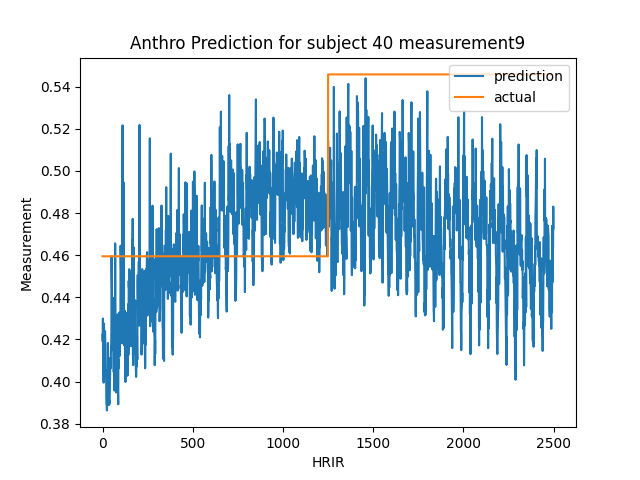 Anthro Prediction for subject 40 measurement9
prediction
actual
Measurement
0.54
0.52
0.50
0.48
0.46
0.44
0.42
0.40
0.38
0 500 1000 1500 2000 2500
HRIR